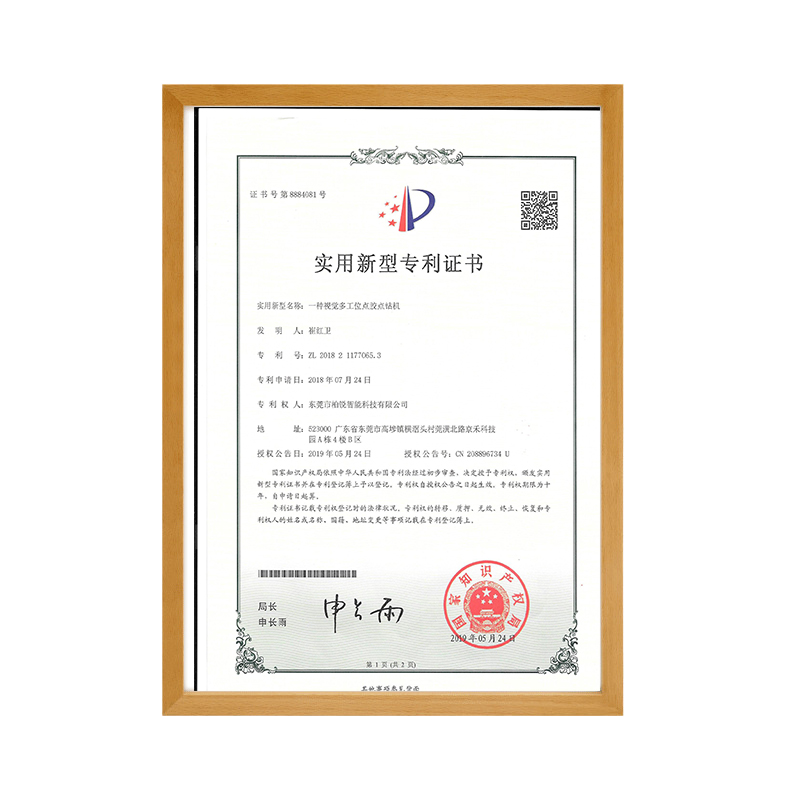 证书号第8884081号
实用新型专利证书
实用新型名称：一种视觉多工位点胶点钻机
发 明 人：崔红卫
专 利 号：ZL 2018 2 1177065.3
专利申请日：2018年07月24日
专 利 权 人：东莞市柏锐智能科技有限公司
地 址：523000 广东省东莞市高埗镇横滘头村莞潢北路京禾科技
园A栋4楼B区
授权公告日：2019年05月24日 授权公告号：CN 208896734 U
国家知识产权局依照中华人民共和国专利法经过初步审查，决定授予专利权，颁发实用
新型专利证书并在专利登记簿上予以登记。专利权自授权公告之日起生效。专利权期限为十
年，自申请日起算。
专利证书记载专利权登记时的法律状况。专利权的转移、质押、无效、终止、恢复和专
利权人的姓名或名称、国籍、地址变更等事项记载在专利登记簿上。
局长
申长雨
申长雨
国家知识产权局
2019年05月24日
第 1 页 (共 2 页)
其他事项参见背面